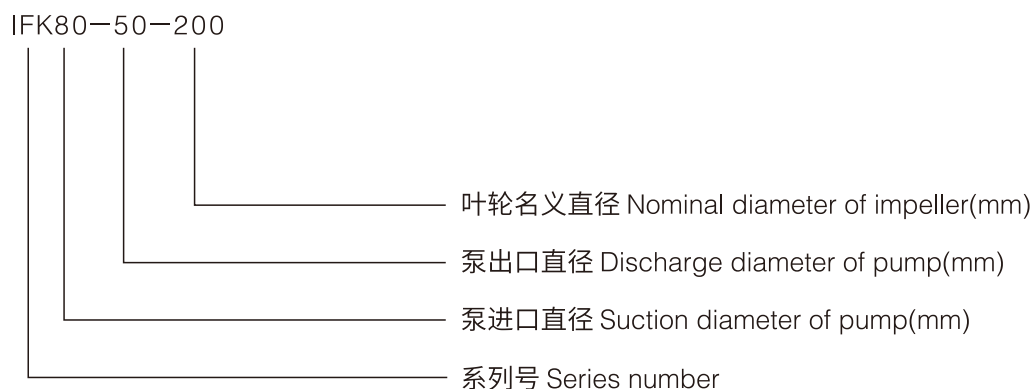 IFK80-50-200
叶轮名义直径 Nominal diameter of impeller(mm)
泵出口直径 Discharge diameter of pump(mm)
泵进口直径 Suction diameter of pump(mm)
系列号 Series number